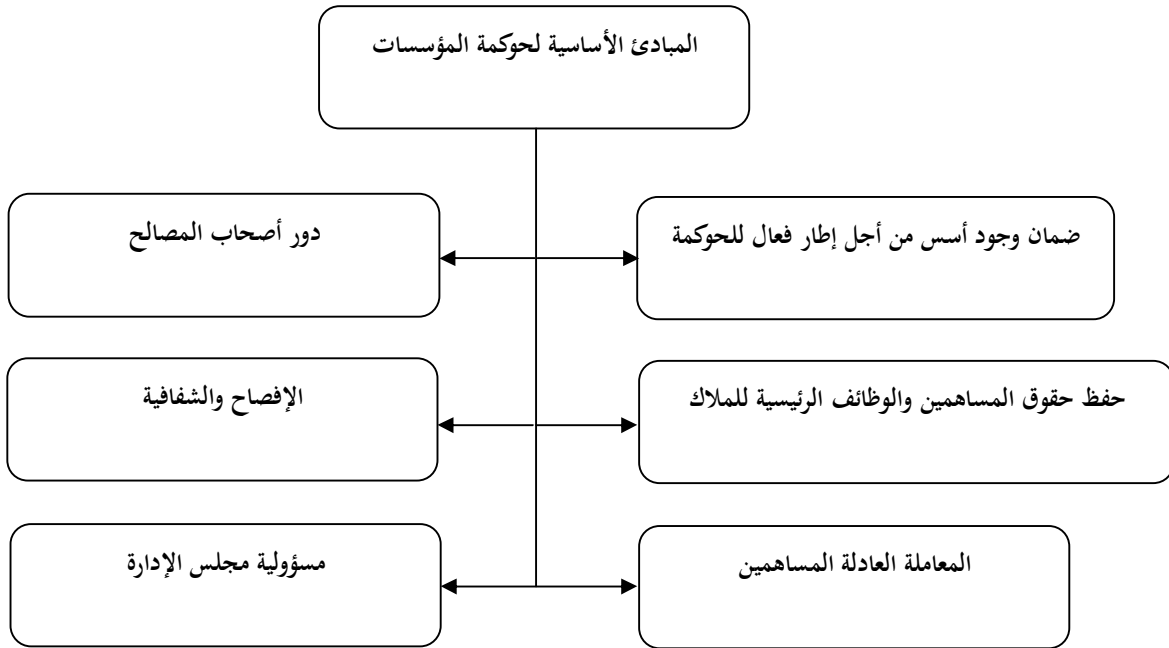 المبادئ الأساسية لحوكمة المؤسسات
ضمان وجود أسس من أجل إطار فعال للحوكمة
دور أصحاب المصالح
حفظ حقوق المساهمين والوظائف الرئيسية للملاك
الإفصاح والشفافية
المعاملة العادلة المساهمين
مسؤولية مجلس الإدارة